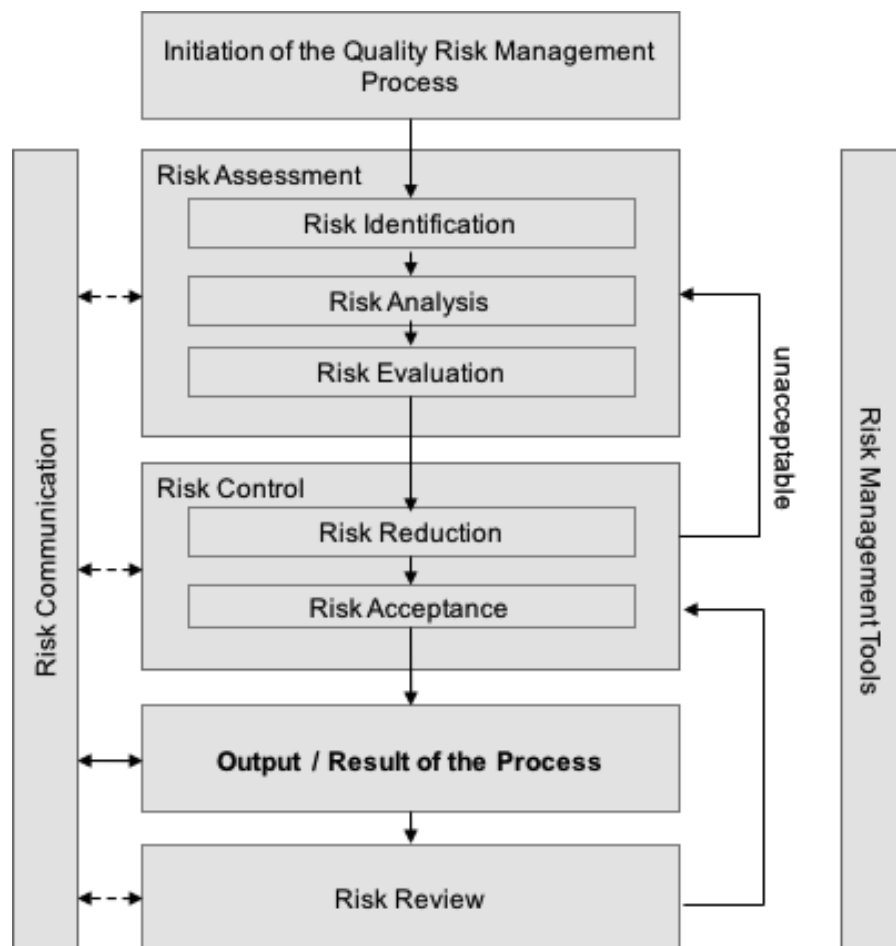 Initiation of the Quality Risk Management
Process
Risk Assessment
Risk Identification
Risk Analysis
Risk Evaluation
Risk Control
Risk Reduction
Risk Acceptance
Output / Result of the Process
Risk Review
Risk Communication
unacceptable
Risk Management Tools